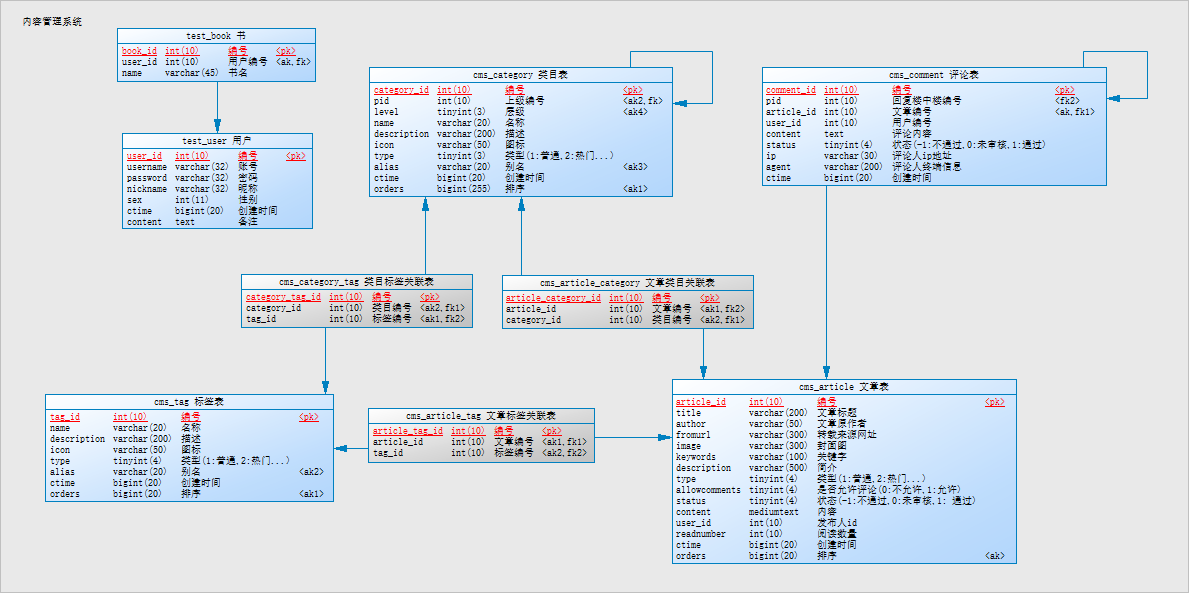 内容管理系统
test_book 书
book_id int(10) 编号 <pk>
user_id int(10) 用户编号 <ak,fk>
name varchar(45) 书名
test_user 用户
user_id int(10) 编号 <pk>
username varchar(32) 账号
password varchar(32) 密码
nickname varchar(32) 昵称
sex int(11) 性别
ctime bigint(20) 创建时间
content text 备注
cms_category 类目表
category_id int(10) 编号 <pk>
pid int(10) 上级编号 <ak2,fk>
level tinyint(3) 层级 <ak4>
name varchar(20) 名称
description varchar(200) 描述
icon varchar(50) 图标
type tinyint(3) 类型(1:普通,2:热门...)
alias varchar(20) 别名 <ak3>
ctime bigint(20) 创建时间
orders bigint(255) 排序 <ak1>
cms_comment 评论表
comment_id int(10) 编号 <pk>
pid int(10) 回复楼中楼编号 <fk2>
article_id int(10) 文章编号 <ak,fk1>
user_id int(10) 用户编号
content text 评论内容
status tinyint(4) 状态(-1:不通过,0:未审核,1:通过)
ip varchar(30) 评论人ip地址
agent varchar(200) 评论人终端信息
ctime bigint(20) 创建时间
cms_category_tag 类目标签关联表
category_tag_id int(10) 编号 <pk>
category_id int(10) 类目编号 <ak2,fk1>
tag_id int(10) 标签编号 <ak1,fk2>
cms_article_category 文章类目关联表
article_category_id int(10) 编号 <pk>
article_id int(10) 文章编号 <ak1,fk2>
category_id int(10) 类目编号 <ak2,fk1>
cms_tag 标签表
tag_id int(10) 编号 <pk>
name varchar(20) 名称
description varchar(200) 描述
icon varchar(50) 图标
type tinyint(4) 类型(1:普通,2:热门...)
alias varchar(20) 别名 <ak2>
ctime bigint(20) 创建时间
orders bigint(20) 排序 <ak1>
cms_article_tag 文章标签关联表
article_tag_id int(10) 编号 <pk>
article_id int(10) 文章编号 <ak1,fk1>
tag_id int(10) 标签编号 <ak2,fk2>
cms_article 文章表
article_id int(10) 编号 <pk>
title varchar(200) 文章标题
author varchar(50) 文章原作者
fromurl varchar(300) 转载来源网址
image varchar(300) 封面图
keywords varchar(100) 关键字
description varchar(500) 简介
type tinyint(4) 类型(1:普通,2:热门...)
allowcomments tinyint(4) 是否允许评论(0:不允许,1:允许)
status tinyint(4) 状态(-1:不通过,0:未审核,1: 通过)
content mediumtext 内容
user_id int(10) 发布人id
readnumber int(10) 阅读数量
ctime bigint(20) 创建时间
orders bigint(20) 排序 <ak>